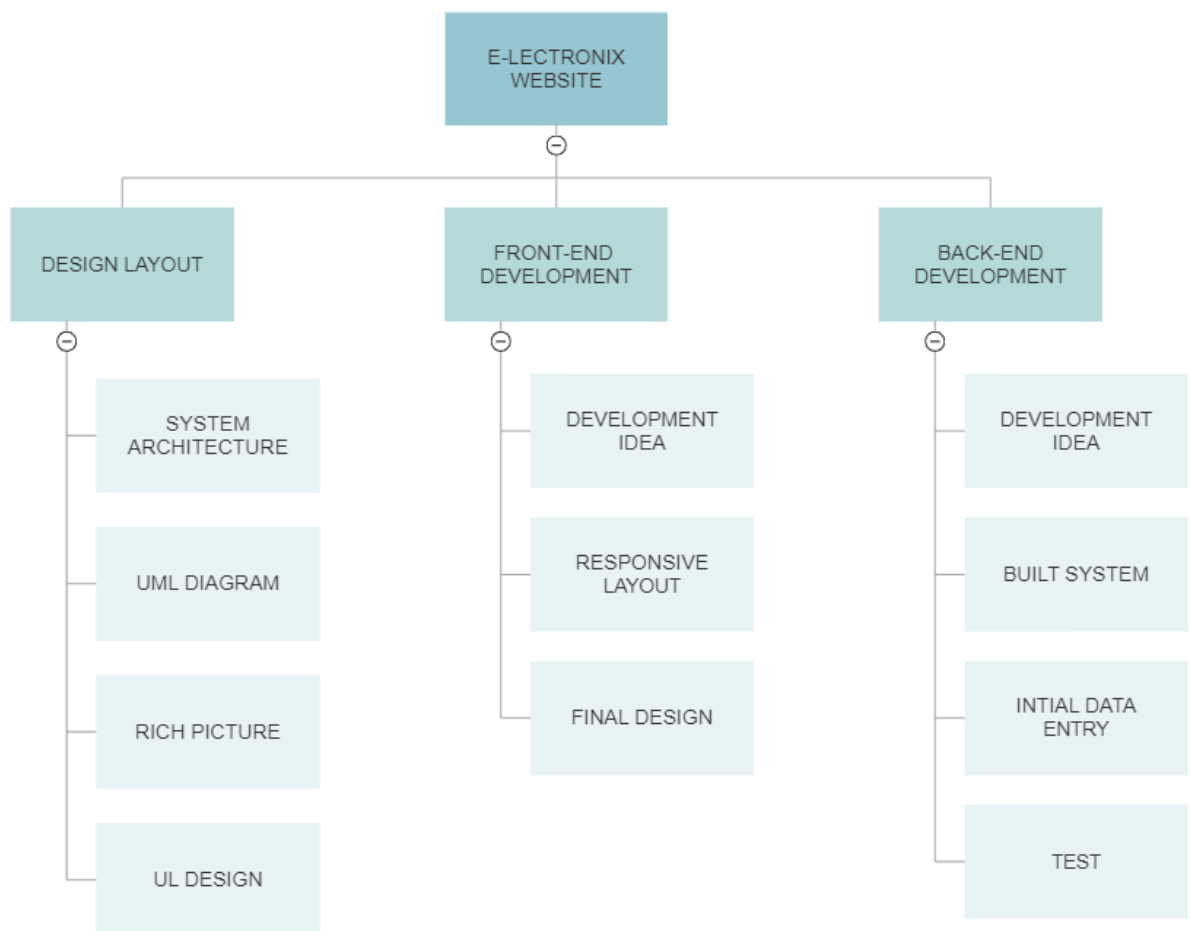 E-LECTRONIX
WEBSITE
DESIGN LAYOUT
FRONT-END
DEVELOPMENT
BACK-END
DEVELOPMENT
SYSTEM
ARCHITECTURE
UML DIAGRAM
RICH PICTURE
UL DESIGN
DEVELOPMENT
IDEA
RESPONSIVE
LAYOUT
FINAL DESIGN
DEVELOPMENT
IDEA
BUILT SYSTEM
INTIAL DATA
ENTRY
TEST